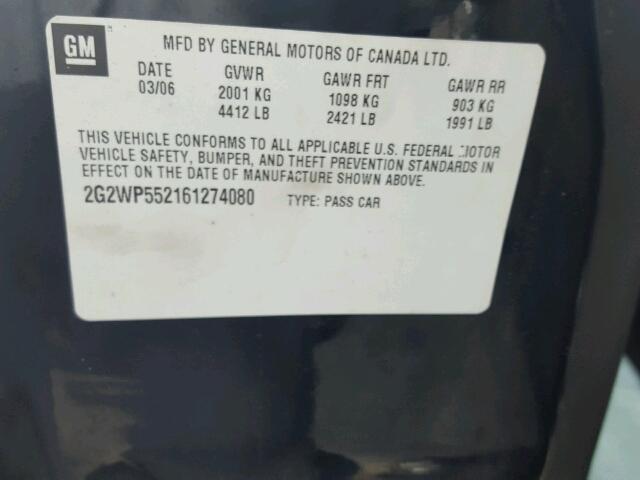 GM
MFD BY GENERAL MOTORS OF CANADA LTD.
DATE GVWR GAWR FRT GAWR RR
03/06 2001 KG 1098 KG 903 KG
4412 LB 2421 LB 1991 LB
THIS VEHICLE CONFORMS TO ALL APPLICABLE U.S. FEDERAL MOTOR
VEHICLE SAFETY, BUMPER, AND THEFT PREVENTION STANDARDS IN
EFFECT ON THE DATE OF MANUFACTURE SHOWN ABOVE.
2G2WP552161274080 TYPE: PASS CAR